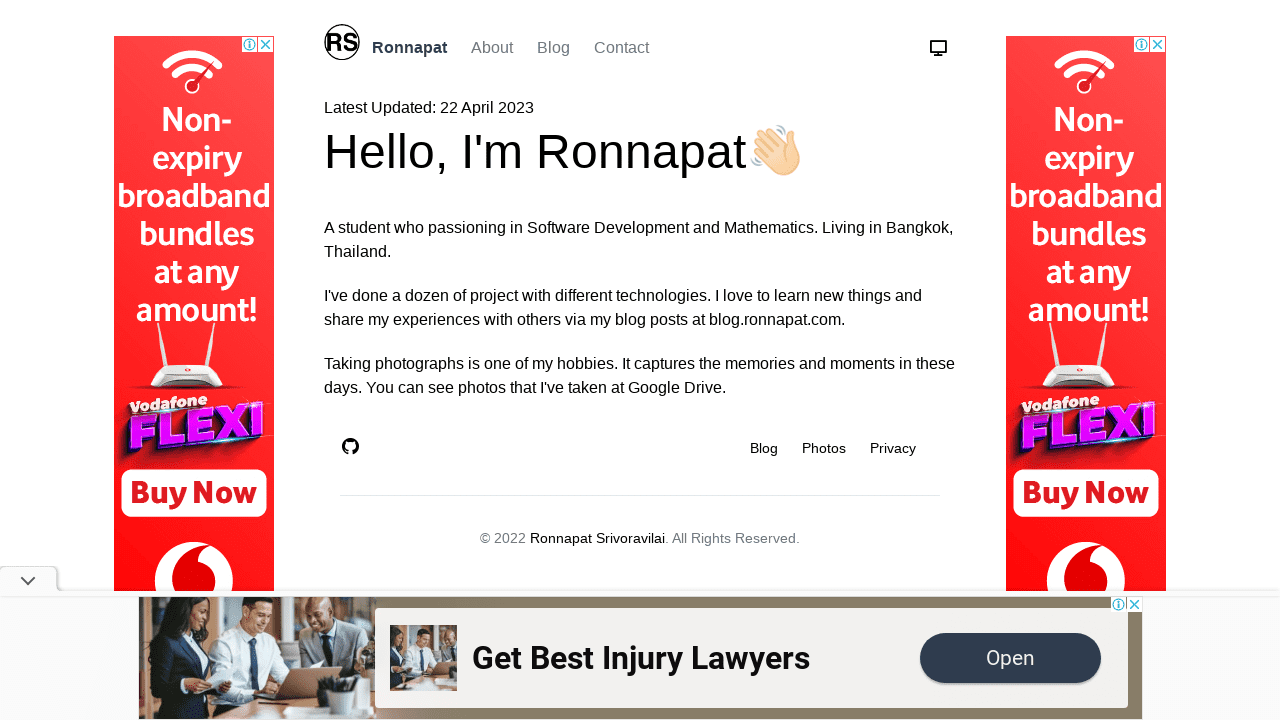 RS
Ronnapat
About
Blog
Contact
Latest Updated: 22 April 2023
Hello, I'm Ronnapat👋🏼
A student who passioning in Software Development and Mathematics. Living in Bangkok,
Thailand.
I've done a dozen of project with different technologies. I love to learn new things and
share my experiences with others via my blog posts at blog.ronnapat.com.
Taking photographs is one of my hobbies. It captures the memories and moments in these
days. You can see photos that I've taken at Google Drive.
Blog
Photos
Privacy
© 2022 Ronnapat Srivoravilai. All Rights Reserved.
Non-
expiry
broadband
bundles
at any
amount!
Vodafone
FLEXI
Buy Now
Non-
expiry
broadband
bundles
at any
amount!
Vodafone
FLEXI
Buy Now
Get Best Injury Lawyers
Open